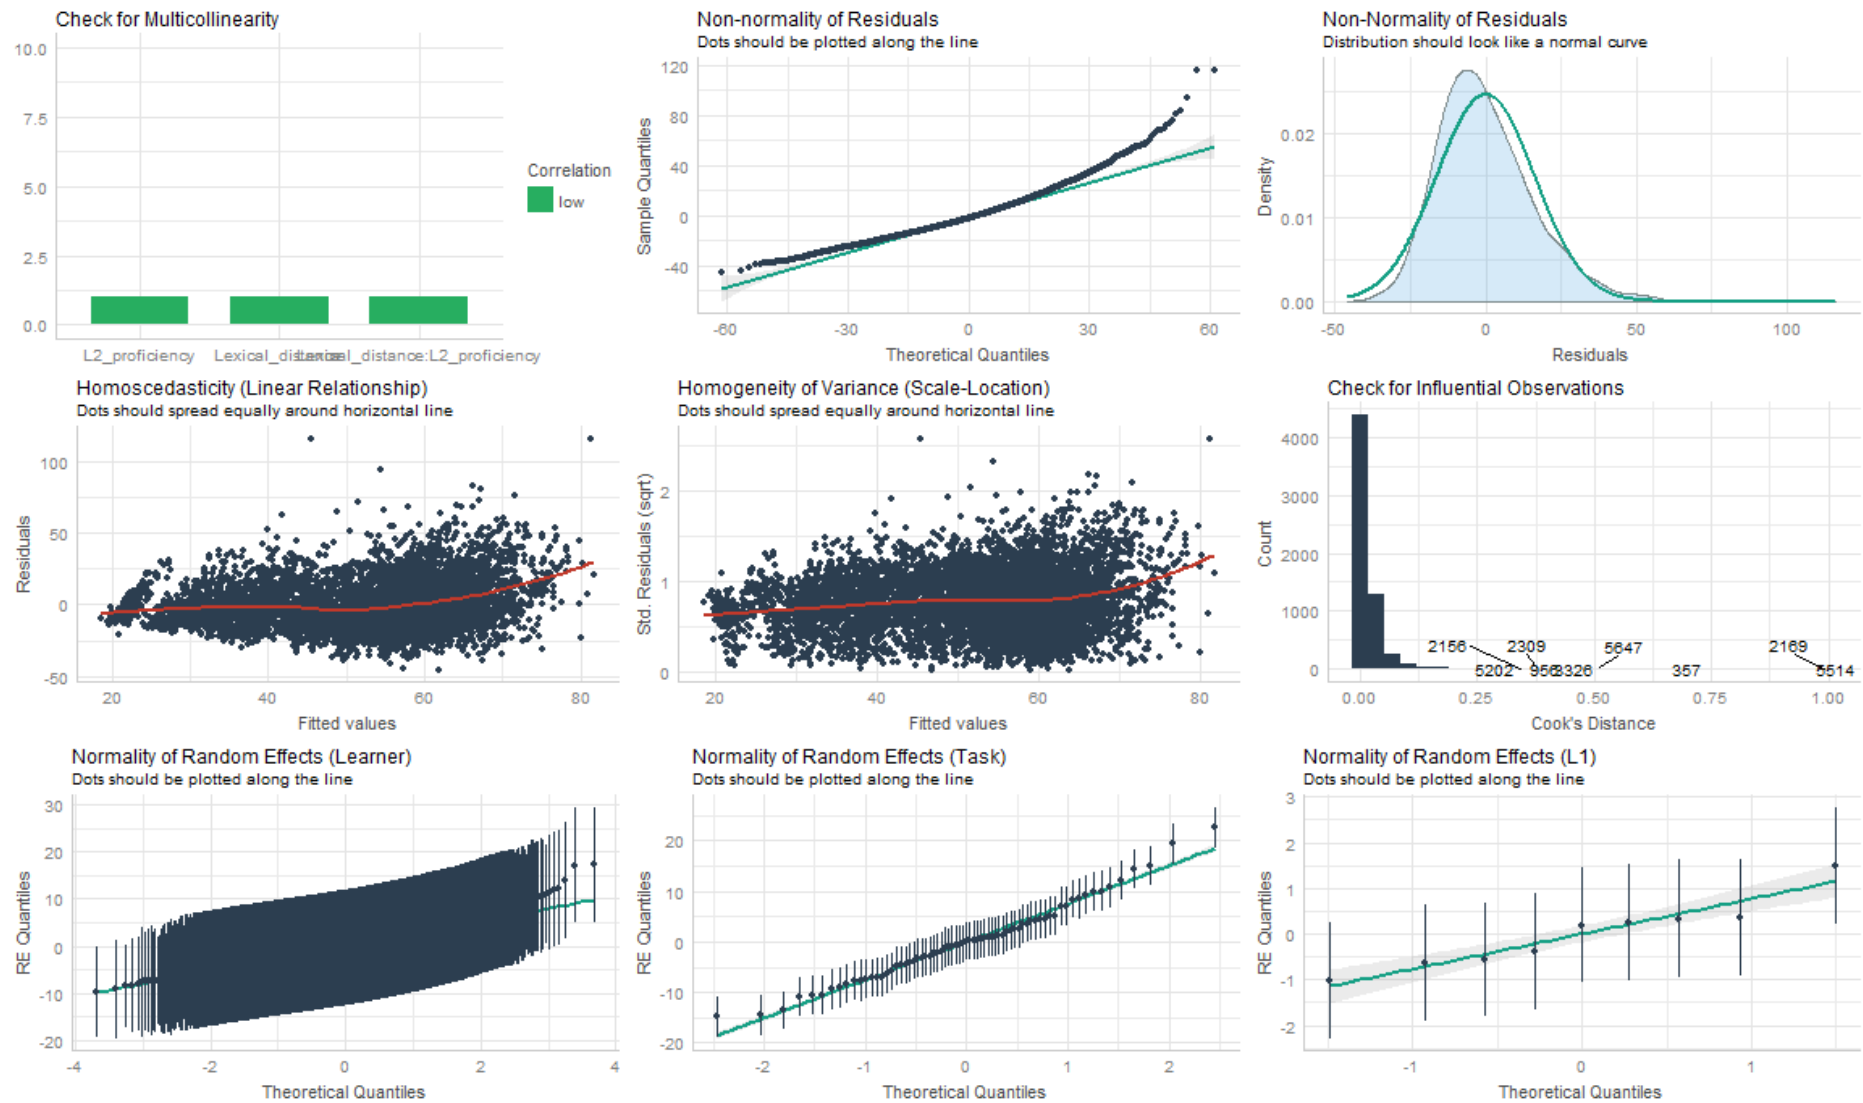 Check for Multicollinearity
10.0
7.5
5.0
2.5
0.0
L2_proficiency
Lexical_distance
Lexical_distance:L2_proficiency
Correlation
low
Non-normality of Residuals
Dots should be plotted along the line
Sample Quantiles
120
80
40
0
-40
-60
-30
0
30
60
Theoretical Quantiles
Non-Normality of Residuals
Distribution should look like a normal curve
Density
0.02
0.01
0.00
-50
0
50
100
Residuals
Homoscedasticity (Linear Relationship)
Dots should spread equally around horizontal line
Residuals
100
50
0
-50
20
40
60
80
Fitted values
Homogeneity of Variance (Scale-Location)
Dots should spread equally around horizontal line
Std. Residuals (sqrt)
2
1
0
20
40
60
80
Fitted values
Check for Influential Observations
Count
4000
3000
2000
1000
0
2156
2309
5647
2169
5202
3326
357
5514
0.00
0.25
0.50
0.75
1.00
Cook's Distance
Normality of Random Effects (Learner)
Dots should be plotted along the line
RE Quantiles
30
20
10
0
-10
-20
-4
-2
0
2
4
Theoretical Quantiles
Normality of Random Effects (Task)
Dots should be plotted along the line
RE Quantiles
20
10
0
-10
-20
-2
-1
0
1
2
Theoretical Quantiles
Normality of Random Effects (L1)
Dots should be plotted along the line
RE Quantiles
3
2
1
0
-1
-2
-1
0
1
Theoretical Quantiles